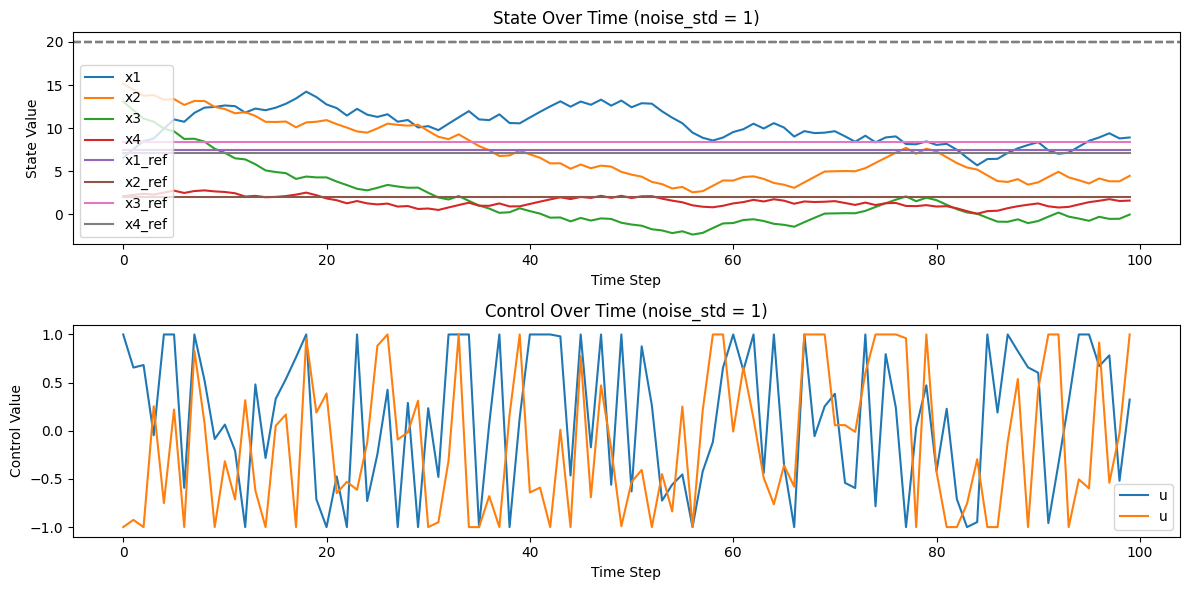 State Over Time (noise_std = 1)
State Value
20
15
10
5
0
x1
x2
x3
x4
x1_ref
x2_ref
x3_ref
x4_ref
0 20 40 60 80 100
Time Step
Control Over Time (noise_std = 1)
Control Value
1.0
0.5
0.0
−0.5
−1.0
u
u
0 20 40 60 80 100
Time Step